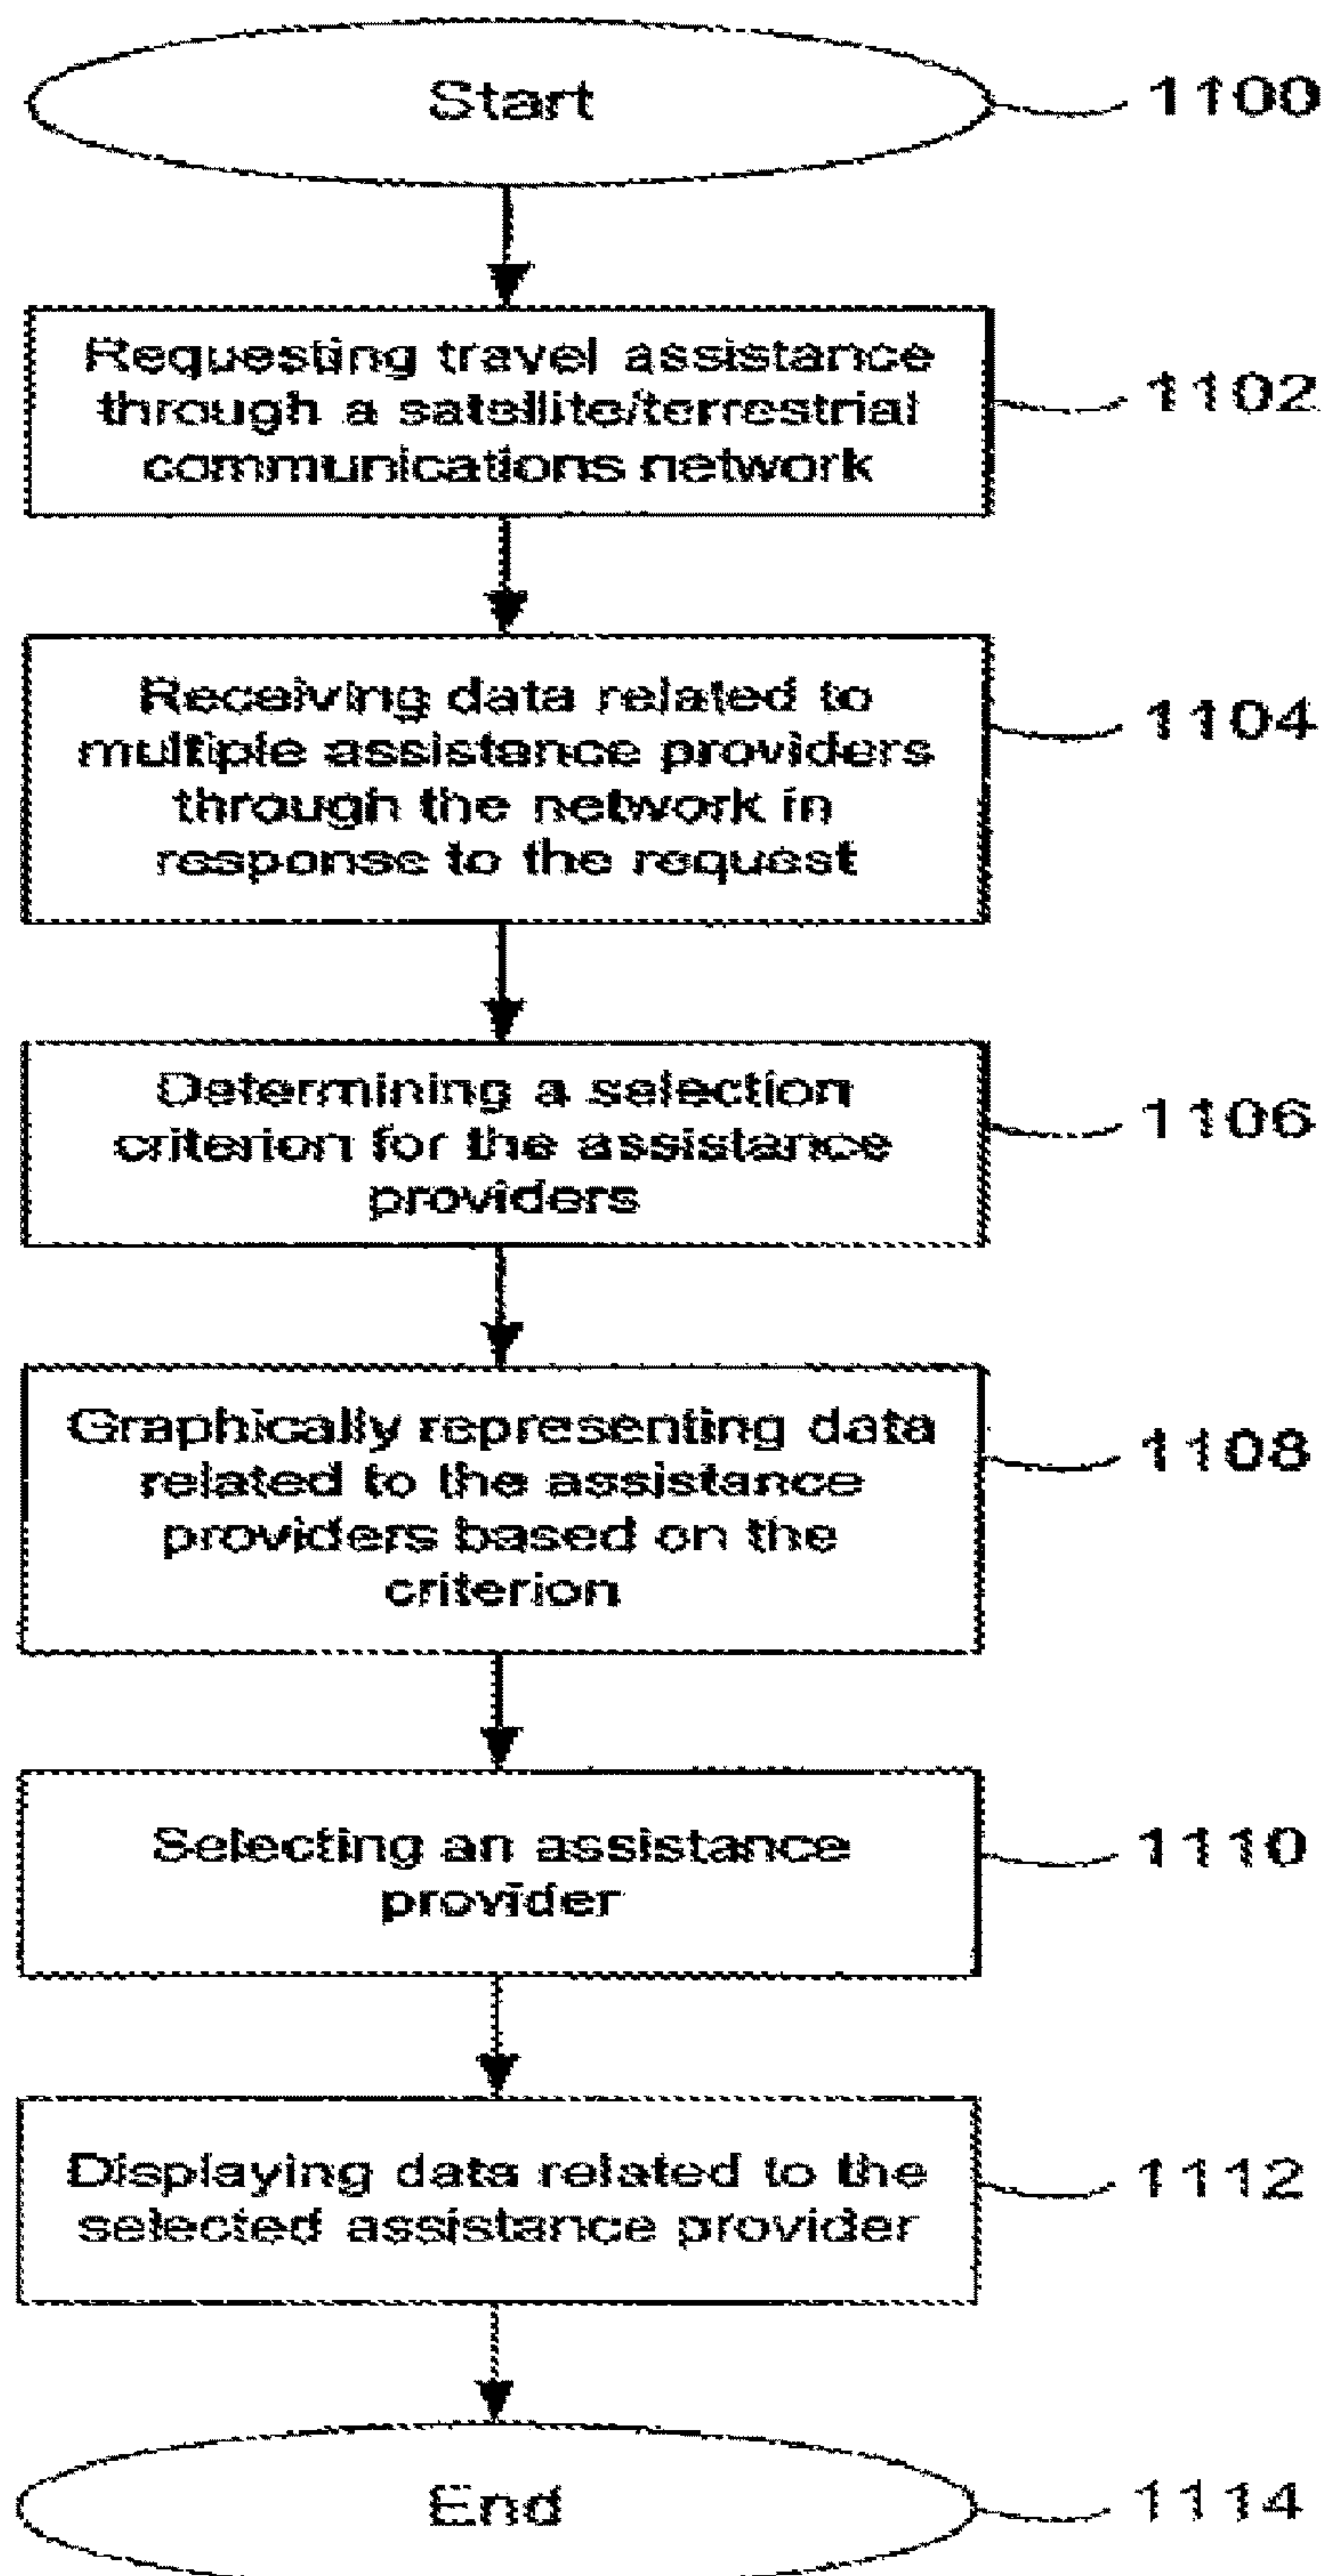 Start
1100
Requesting travel assistance
through a satellite/terrestrial
communications network
1102
Receiving data related to
multiple assistance providers
through the network in
response to the request
1104
Determining a selection
criterion for the assistance
providers
1106
Graphically representing data
related to the assistance
providers based on the
criterion
1108
Selecting an assistance
provider
1110
Displaying data related to the
selected assistance provider
1112
End
1114